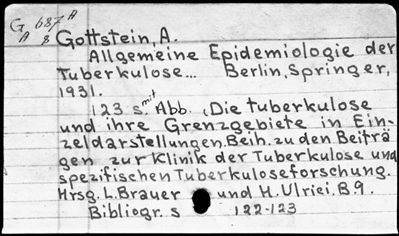 G 687 A
A 8
Gottstein, A.
Allgemeine Epidemiologie der
Tuberkulose... Berlin, Springer,
1931.
123 s. mit Abb. (Die tuberkulose
und ihre Grenzgebiete in Ein-
zeldarstellungen. Beih. zu den Beiträ
gen zur Klinik der Tuberkulose und
spezifischen Tuberkuloseforschung.
Hrsg. L. Brauer und H. Ulrici. B. 9.
Bibliogr. s 122-123